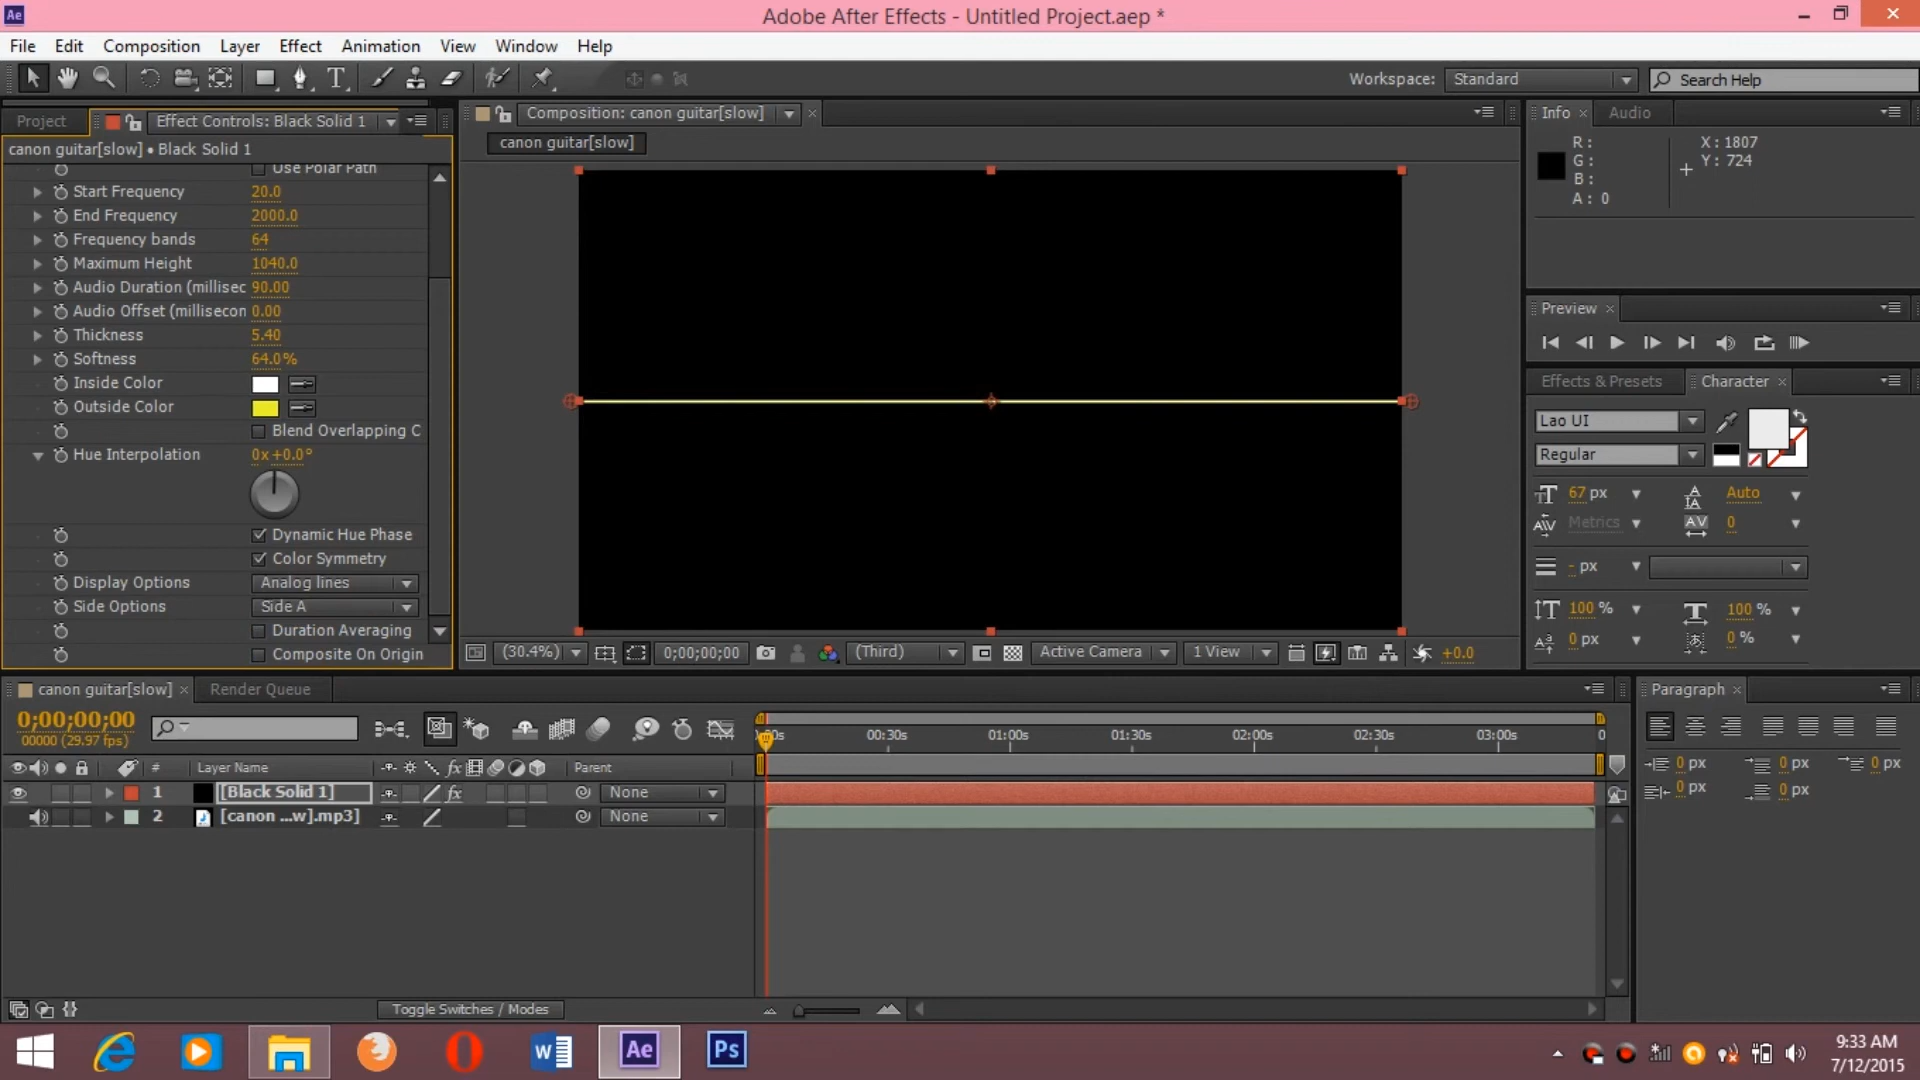 Ae
Adobe After Effects - Untitled Project.aep *
File Edit Composition Layer Effect Animation View Window Help
T
Workspace: Standard
Search Help
Project
Effect Controls: Black Solid 1
Composition: canon guitar[slow]
Info
Audio
canon guitar[slow] • Black Solid 1
canon guitar[slow]
R:
G:
B:
A: 0
X: 1807
Y: 724
Use Polar Path
Start Frequency 20.0
End Frequency 2000.0
Frequency bands 64
Maximum Height 1040.0
Audio Duration (millisec 90.00
Audio Offset (millisecon 0.00
Thickness 5.40
Softness 64.0%
Inside Color
Outside Color
Blend Overlapping C
Hue Interpolation 0x+0.0°
Dynamic Hue Phase
Color Symmetry
Display Options Analog lines
Side Options Side A
Duration Averaging
Composite On Origin
(30.4%) 0;00;00;00 (Third) Active Camera 1 View +0.0
Preview
Effects & Presets
Character
Lao UI
Regular
67 px Auto
Metrics 0
- px
100 % 100 %
0 px 0 %
canon guitar[slow]
Render Queue
0;00;00;00
00000 (29.97 fps)
00s 00:30s 01:00s 01:30s 02:00s 02:30s 03:00s 0
# Layer Name fx Parent
1 [Black Solid 1] fx None
2 [canon ...w].mp3] None
Toggle Switches / Modes
Paragraph
0 px 0 px 0 px
0 px 0 px
Ae
Ps
9:33 AM
7/12/2015